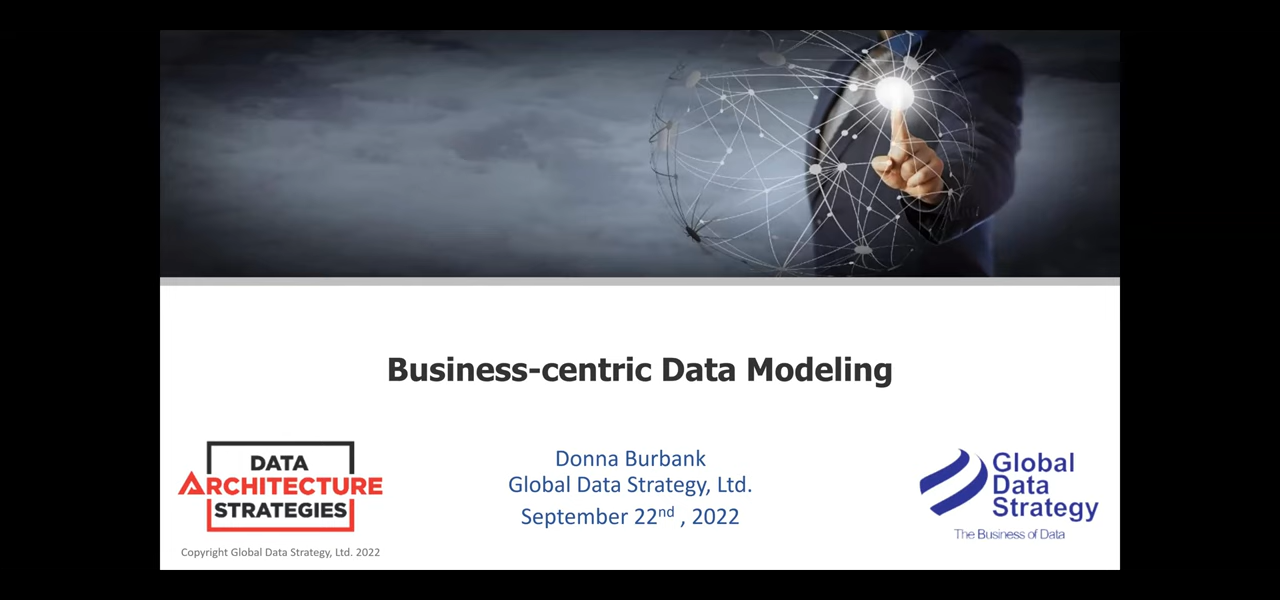 Business-centric Data Modeling
DATA
ARCHITECTURE
STRATEGIES
Copyright Global Data Strategy, Ltd. 2022
Donna Burbank
Global Data Strategy, Ltd.
September 22nd , 2022
Global
Data
Strategy
The Business of Data